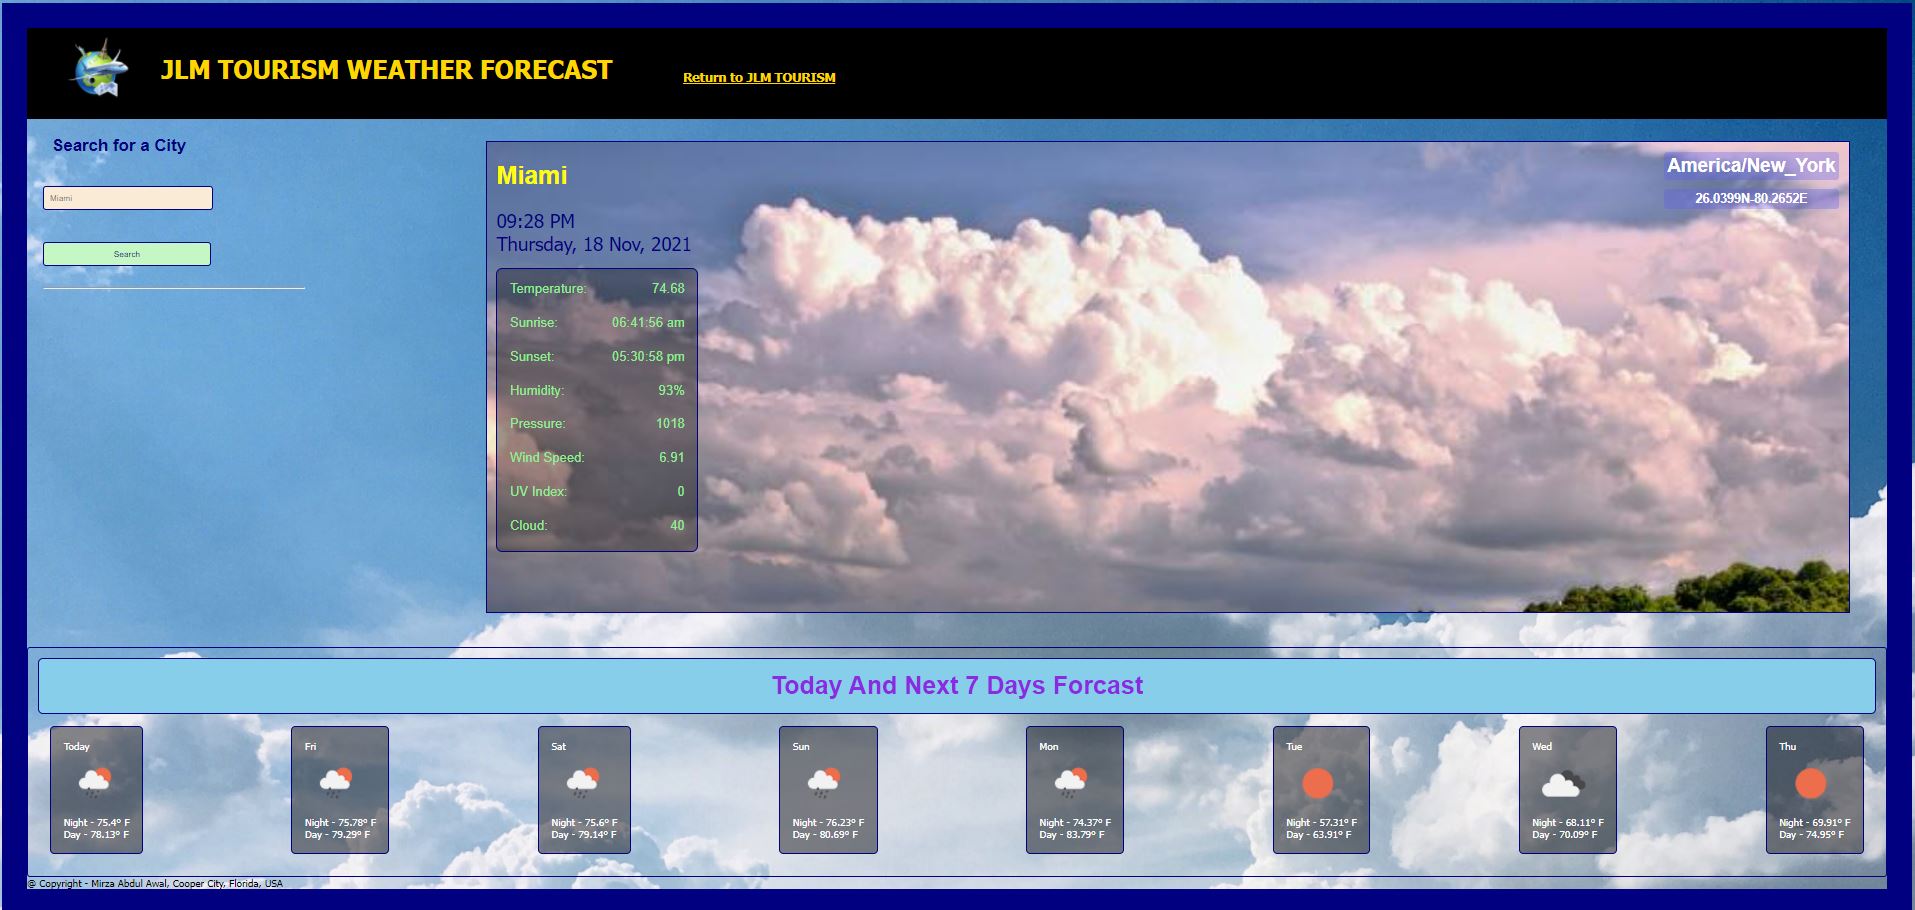 JLM TOURISM WEATHER FORECAST
Return to JLM TOURISM
Search for a City
Miami
Search
Miami
09:28 PM
Thursday, 18 Nov, 2021
America/New_York
26.0399N-80.2652E
Temperature: 74.68
Sunrise: 06:41:56 am
Sunset: 05:30:58 pm
Humidity: 93%
Pressure: 1018
Wind Speed: 6.91
UV Index: 0
Cloud: 40
Today And Next 7 Days Forcast
Today
Night - 75.4° F
Day - 78.13° F
Fri
Night - 75.78° F
Day - 79.29° F
Sat
Night - 75.6° F
Day - 79.14° F
Sun
Night - 76.23° F
Day - 80.69° F
Mon
Night - 74.37° F
Day - 83.79° F
Tue
Night - 57.31° F
Day - 63.91° F
Wed
Night - 68.11° F
Day - 70.09° F
Thu
Night - 69.91° F
Day - 74.95° F
@ Copyright - Mirza Abdul Awal, Cooper City, Florida, USA